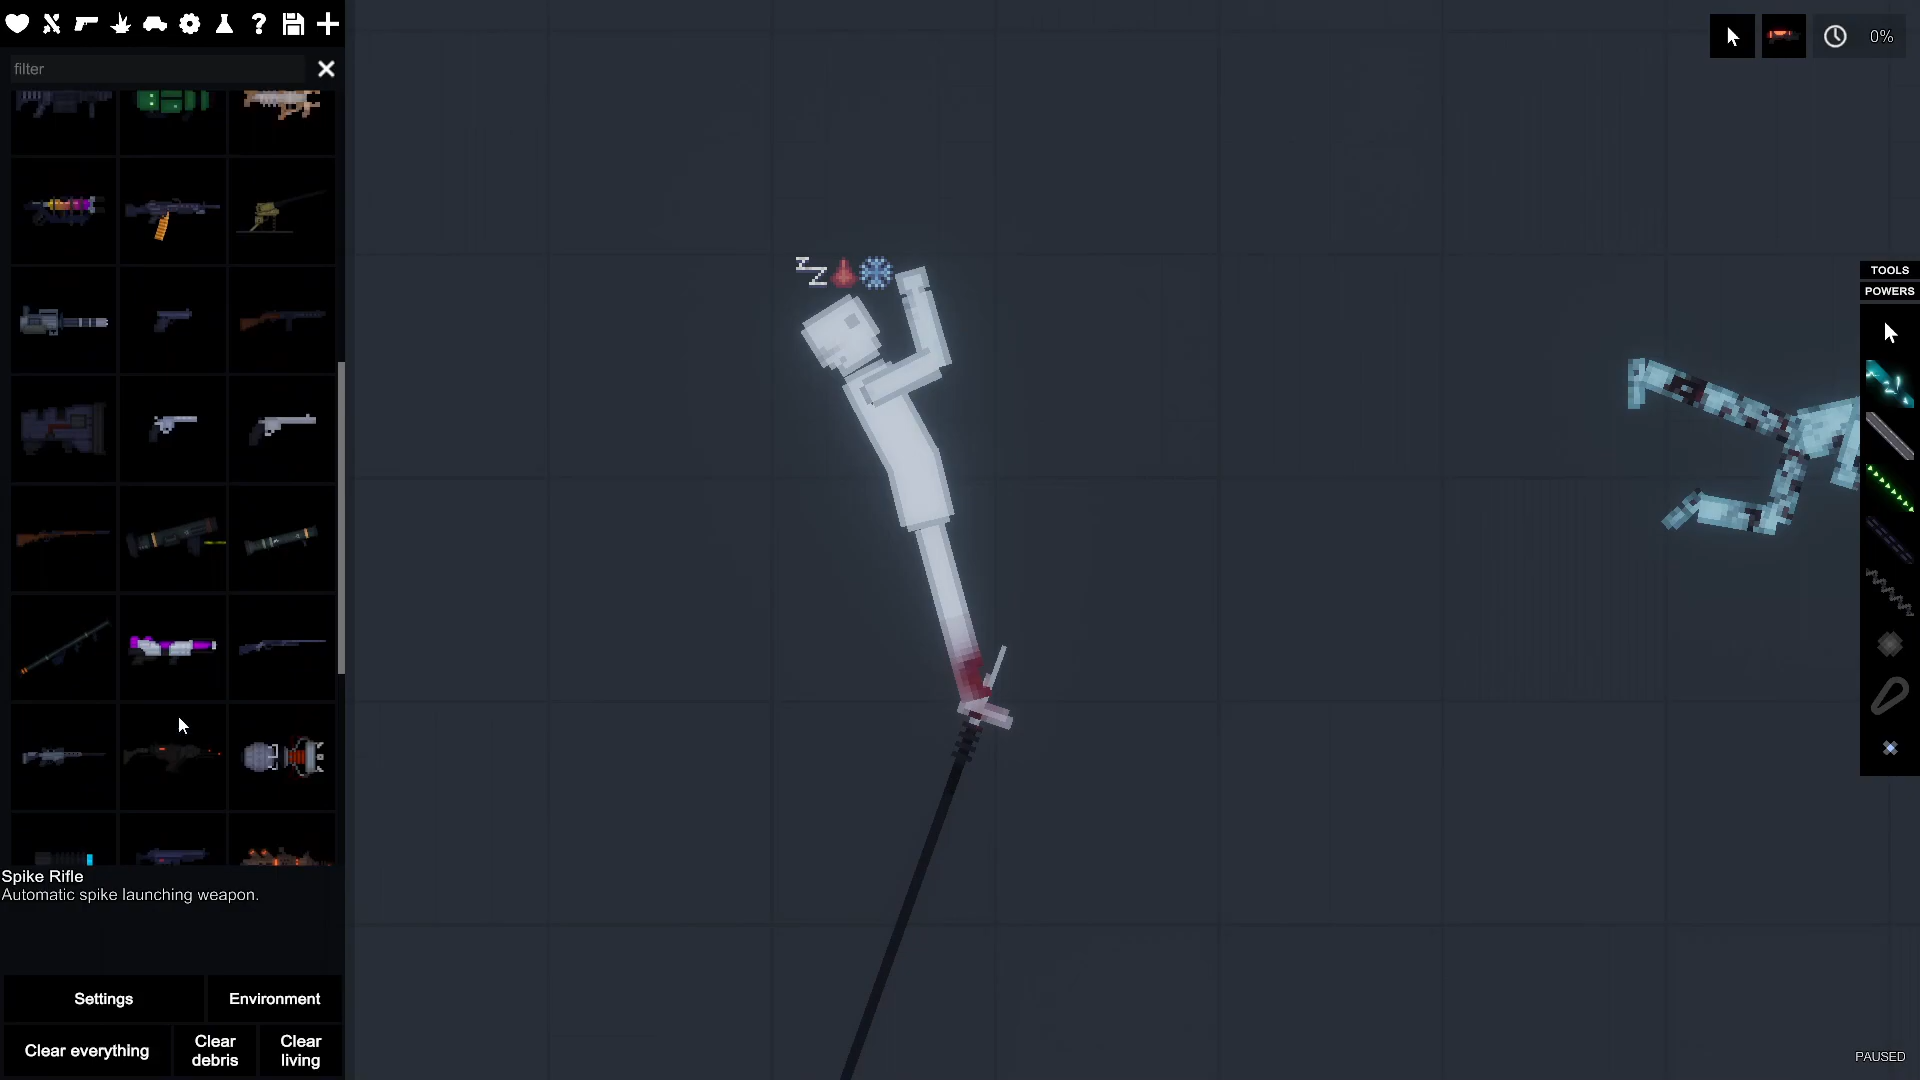 filter
0%
TOOLS
POWERS
Spike Rifle
Automatic spike launching weapon.
Settings
Environment
Clear everything
Clear
debris
Clear
living
PAUSED